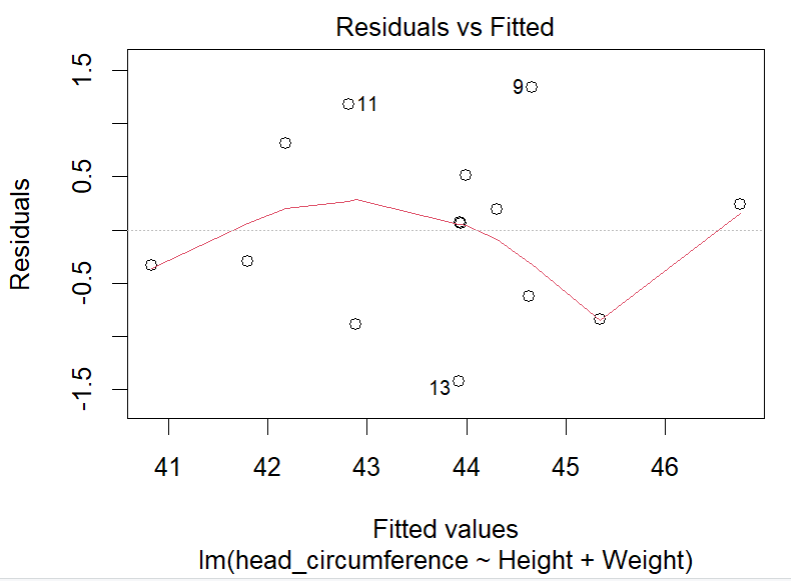 Residuals vs Fitted
Residuals
1.5
0.5
-0.5
-1.5
11
9
13
41 42 43 44 45 46
Fitted values
lm(head_circumference ~ Height + Weight)